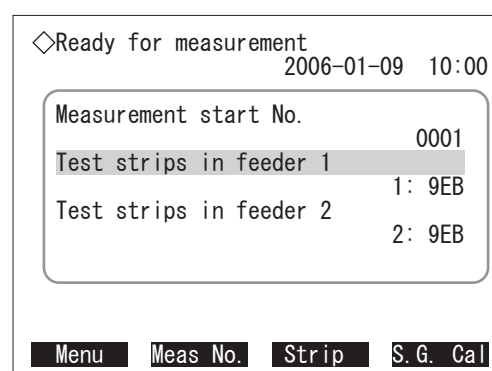 ◇Ready for measurement
2006-01-09 10:00
Measurement start No.
0001
Test strips in feeder 1
1: 9EB
Test strips in feeder 2
2: 9EB
Menu Meas No. Strip S.G. Cal